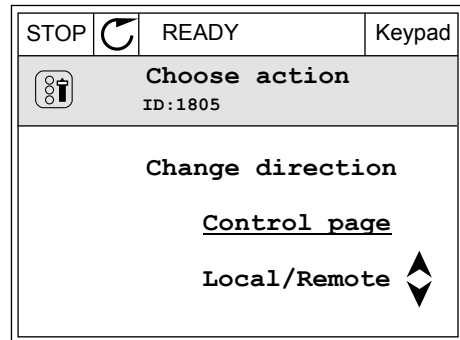 STOP READY Keypad
Choose action
ID:1805
Change direction
Control page
Local/Remote